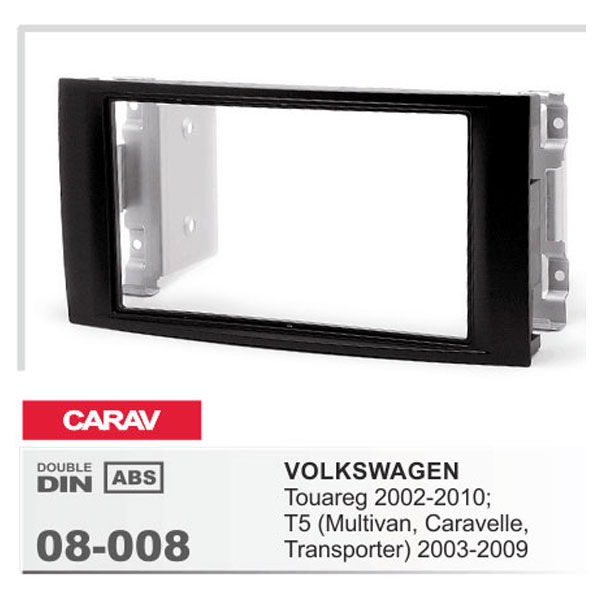 CARAV
DOUBLE
DIN
ABS
08-008
VOLKSWAGEN
Touareg 2002-2010;
T5 (Multivan, Caravelle,
Transporter) 2003-2009